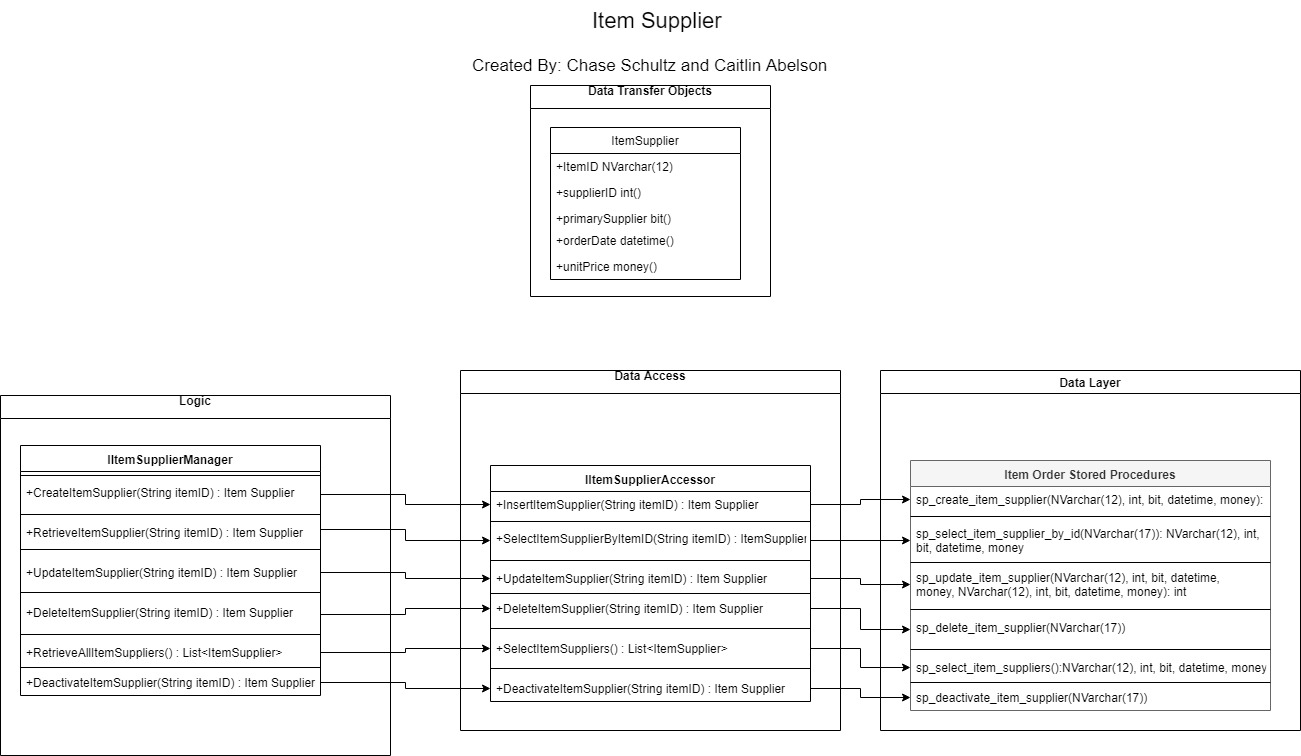 Item Supplier
Created By: Chase Schultz and Caitlin Abelson
Data Transfer Objects
ItemSupplier
+ItemID NVarchar(12)
+supplierID int()
+primarySupplier bit()
+orderDate datetime()
+unitPrice money()
Logic
IItemSupplierManager
+CreateItemSupplier(String itemID) : Item Supplier
+RetrieveItemSupplier(String itemID) : Item Supplier
+UpdateItemSupplier(String itemID) : Item Supplier
+DeleteItemSupplier(String itemID) : Item Supplier
+RetrieveAllItemSuppliers() : List<ItemSupplier>
+DeactivateItemSupplier(String itemID) : Item Supplier
Data Access
IItemSupplierAccessor
+InsertItemSupplier(String itemID) : Item Supplier
+SelectItemSupplierByItemID(String itemID) : ItemSupplier
+UpdateItemSupplier(String itemID) : Item Supplier
+DeleteItemSupplier(String itemID) : Item Supplier
+SelectItemSuppliers() : List<ItemSupplier>
+DeactivateItemSupplier(String itemID) : Item Supplier
Data Layer
Item Order Stored Procedures
sp_create_item_supplier(NVarchar(12), int, bit, datetime, money):
sp_select_item_supplier_by_id(NVarchar(17)): NVarchar(12), int,
bit, datetime, money
sp_update_item_supplier(NVarchar(12), int, bit, datetime,
money, NVarchar(12), int, bit, datetime, money): int
sp_delete_item_supplier(NVarchar(17))
sp_select_item_suppliers():NVarchar(12), int, bit, datetime, money
sp_deactivate_item_supplier(NVarchar(17))